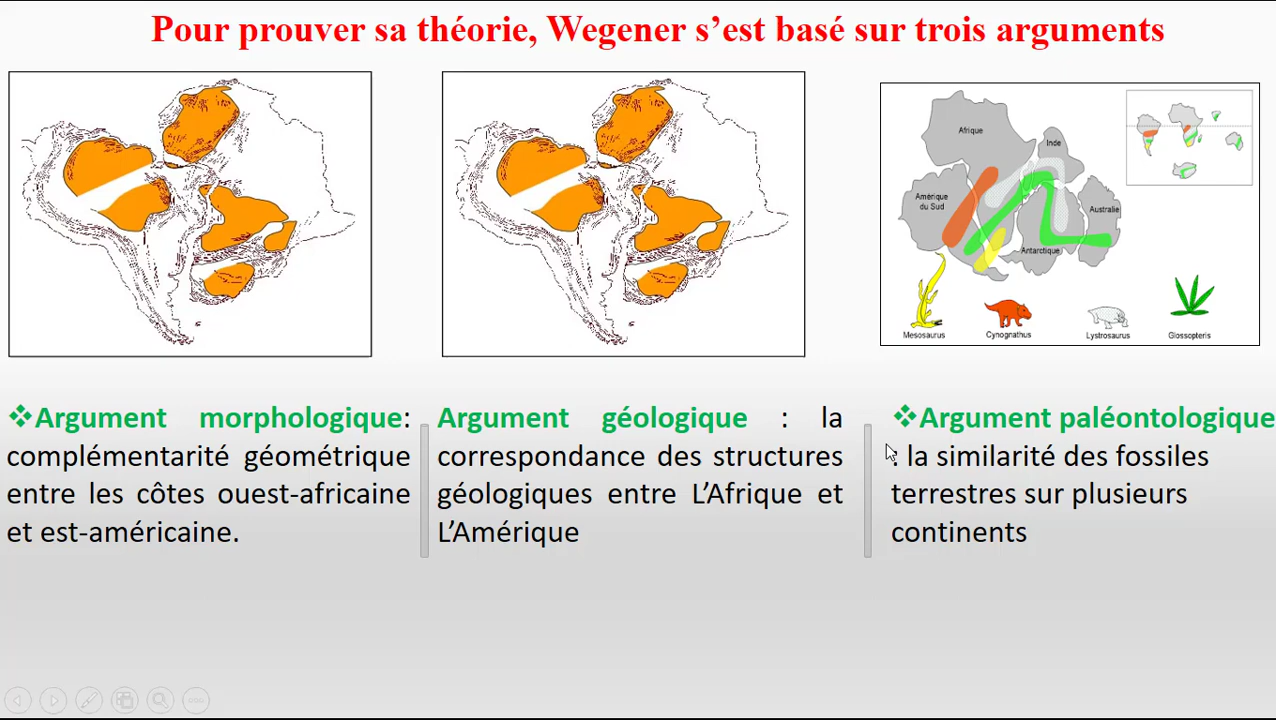 Pour prouver sa théorie, Wegener s’est basé sur trois arguments
Afrique
Inde
Amérique
du Sud
Australie
Antarctique
Mesosaurus
Cynognathus
Lystrosaurus
Glossopteris
❖Argument morphologique:
complémentarité géométrique
entre les côtes ouest-africaine
et est-américaine.
Argument géologique : la
correspondance des structures
géologiques entre L’Afrique et
L’Amérique
❖Argument paléontologique
: la similarité des fossiles
terrestres sur plusieurs
continents